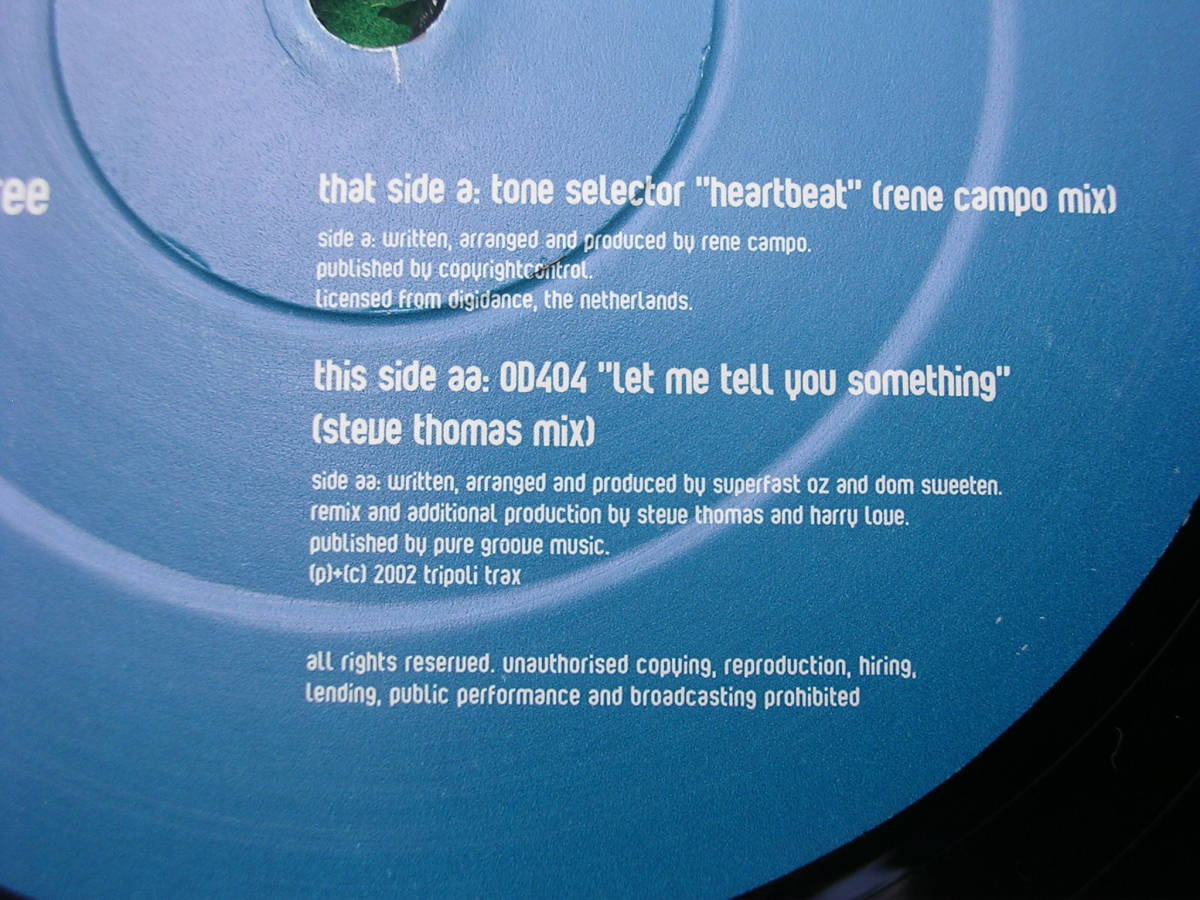 that side a: tone selector "heartbeat" (rene campo mix)
side a: written, arranged and produced by rene campo.
published by copyrightcontrol.
licensed from digidance, the netherlands.
this side aa: OD404 "let me tell you something"
(steve thomas mix)
side aa: written, arranged and produced by superfast oz and dom sweeten.
remix and additional production by steve thomas and harry love.
published by pure groove music.
(p)+(c) 2002 tripoli trax
all rights reserved. unauthorised copying, reproduction, hiring,
lending, public performance and broadcasting prohibited